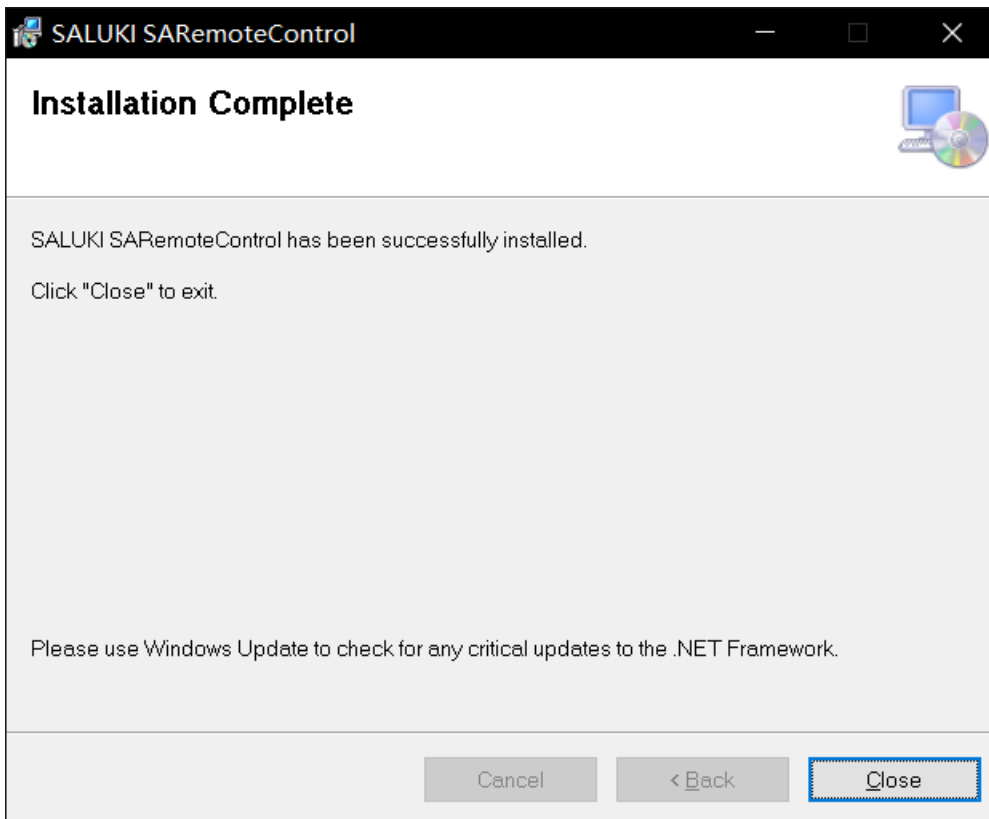 SALUKI SARemoteControl
Installation Complete
SALUKI SARemoteControl has been successfully installed.
Click "Close" to exit.
Please use Windows Update to check for any critical updates to the .NET Framework.
Cancel
< Back
Close